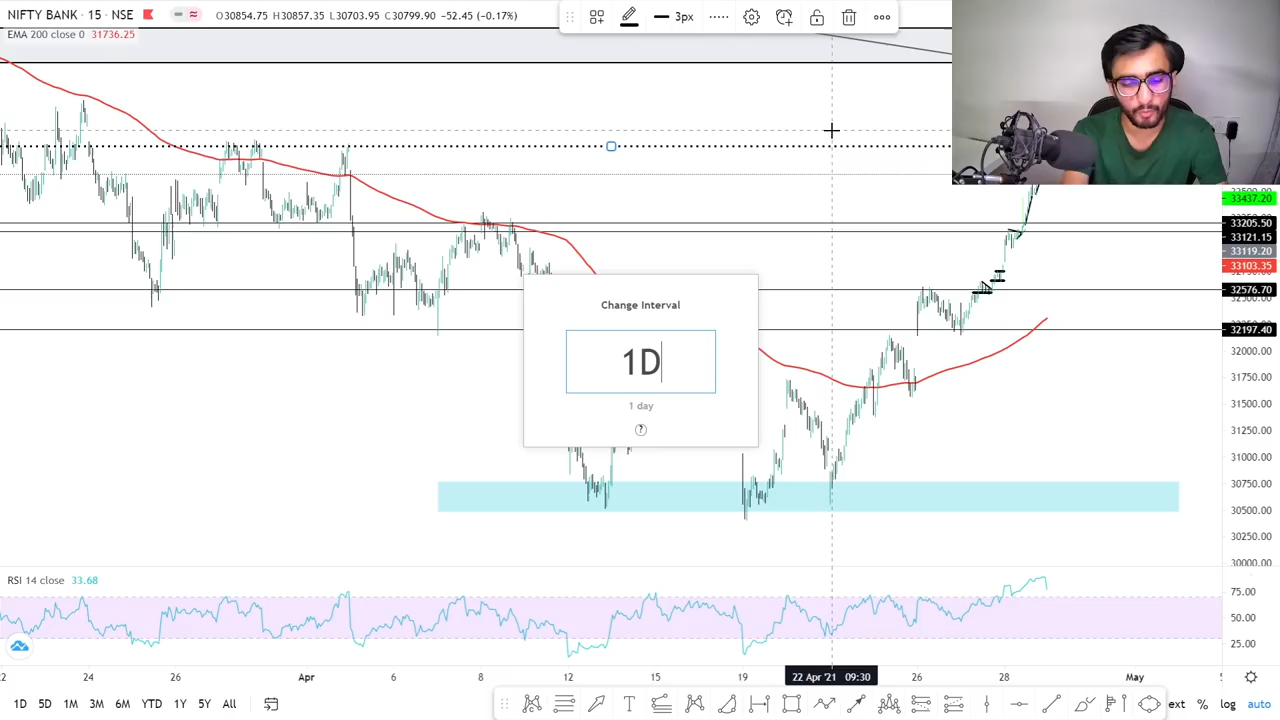 NIFTY BANK · 15 · NSE O30854.75 H30857.35 L30703.95 C30799.90 −52.45 (−0.17%)
3px
EMA 200 close 0 31736.25
33437.20
33205.50
33121.15
33119.20
33103.35
32576.70
32197.40
32000.00
31750.00
31500.00
31250.00
31000.00
30750.00
30500.00
30250.00
30000.00
Change Interval
1D
1 day
?
RSI 14 close 33.68
75.00
50.00
25.00
24
26
Apr
6
8
12
15
19
22 Apr '21 09:30
26
28
May
1D 5D 1M 3M 6M YTD 1Y 5Y All
ext % log auto